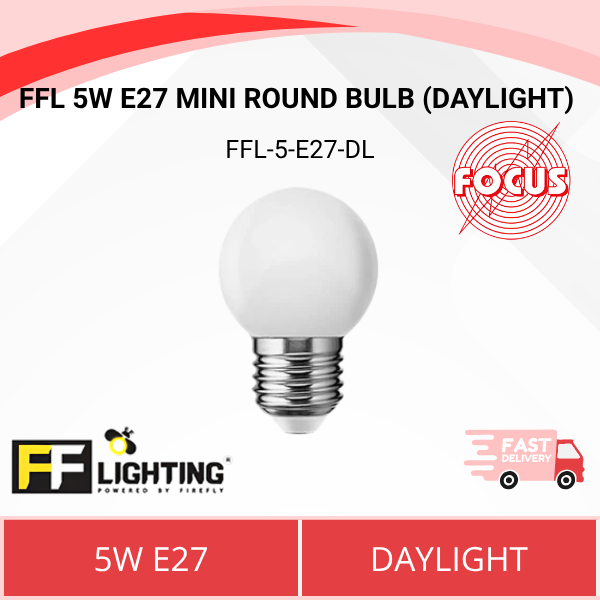 FFL 5W E27 MINI ROUND BULB (DAYLIGHT)
FFL-5-E27-DL
FOCUS
FF LIGHTING®
POWERED BY FIREFLY
FAST
DELIVERY
5W E27
DAYLIGHT